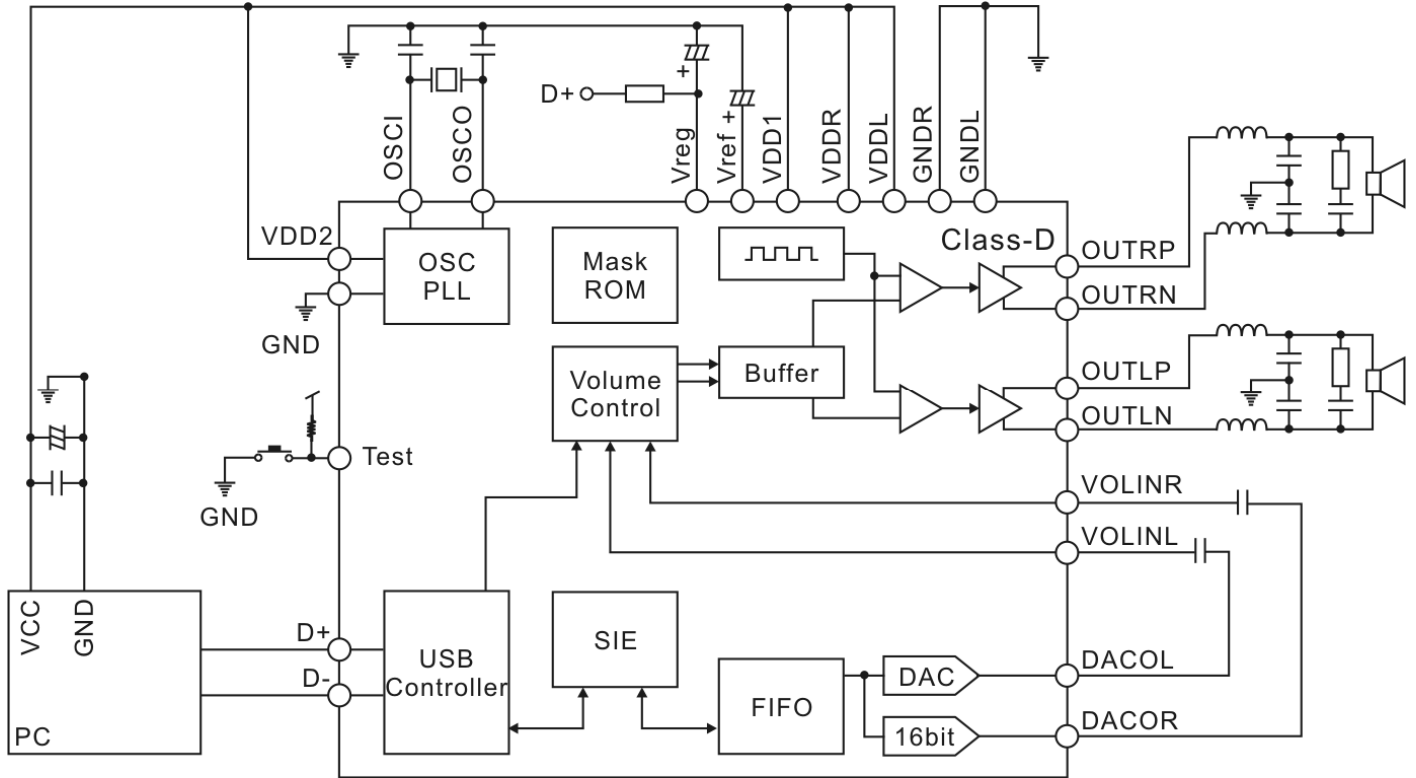 D+
+
OSCI
OSCO
Vreg
Vref +
VDD1
VDDR
VDDL
GNDR
GNDL
VDD2
OSC
PLL
Mask
ROM
Class-D
OUTRP
OUTRN
GND
Volume
Control
Buffer
OUTLP
OUTLN
Test
GND
VOLINR
VOLINL
VCC
GND
PC
D+
D-
USB
Controller
SIE
FIFO
DAC
16bit
DACOL
DACOR